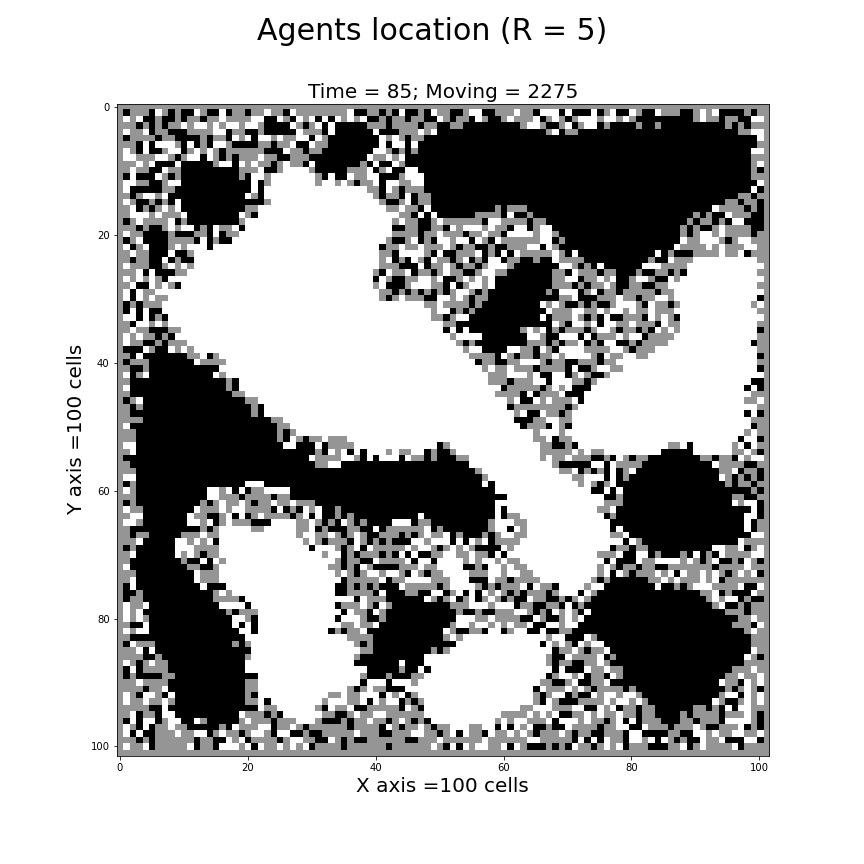 Agents location (R = 5)
Time = 85; Moving = 2275
0
20
40
60
80
100
Y axis =100 cells
0 20 40 60 80 100
X axis =100 cells